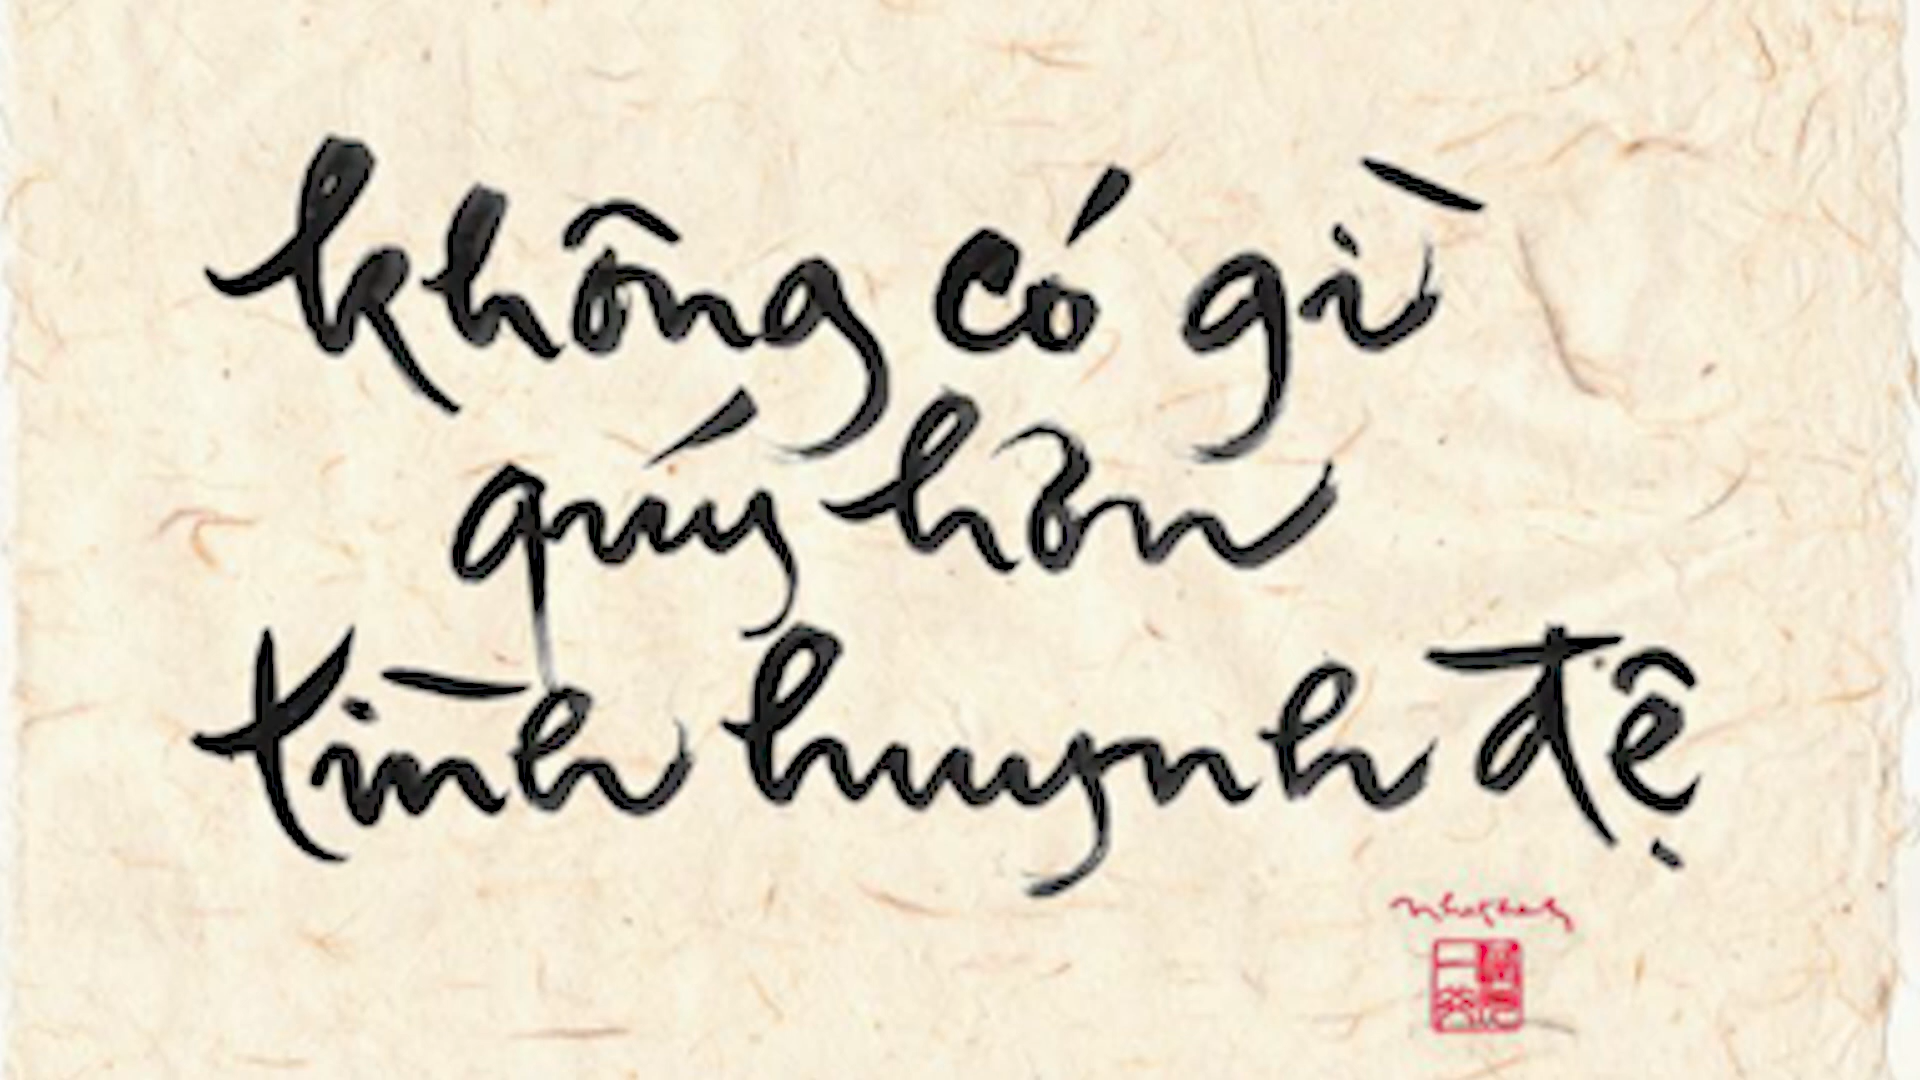 không có gì
quý hơn
tình huynh đệ